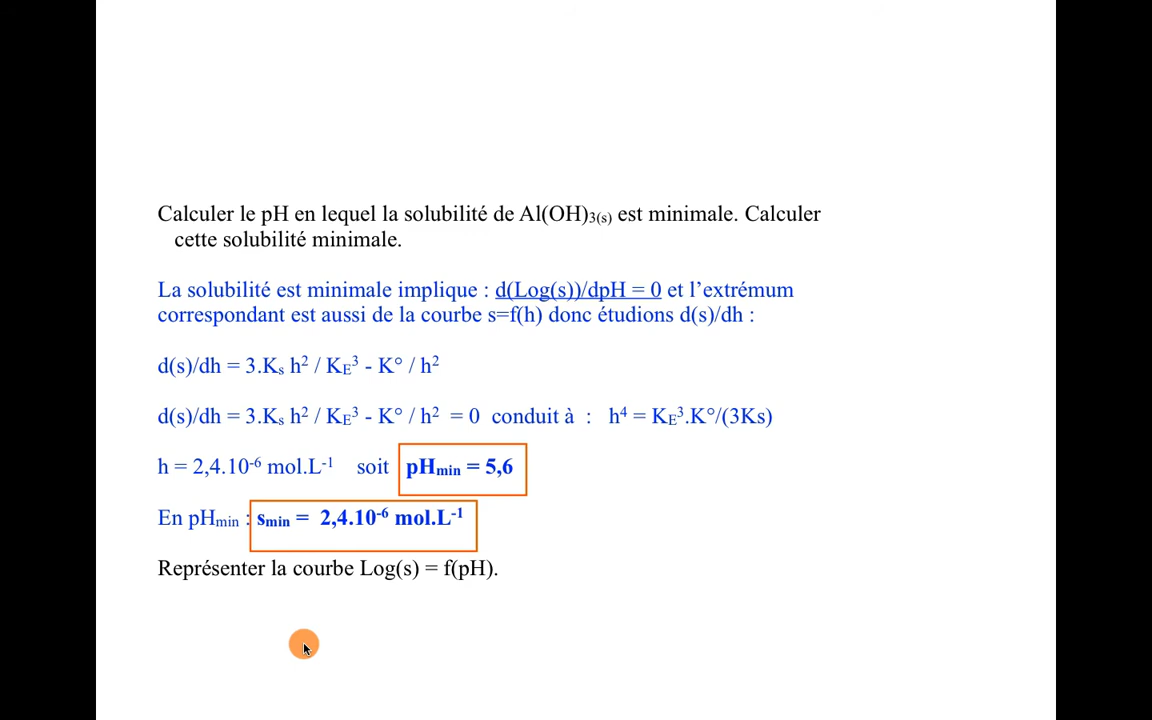 Calculer le pH en lequel la solubilité de Al(OH)₃₍ₛ₎ est minimale. Calculer
cette solubilité minimale.
La solubilité est minimale implique : d(Log(s))/dpH = 0 et l’extrémum
correspondant est aussi de la courbe s=f(h) donc étudions d(s)/dh :
d(s)/dh = 3.Kₛ h² / K_E³ - K° / h²
d(s)/dh = 3.Kₛ h² / K_E³ - K° / h² = 0 conduit à : h⁴ = K_E³.K°/(3Ks)
h = 2,4.10⁻⁶ mol.L⁻¹ soit pHₘᵢₙ = 5,6
En pHₘᵢₙ : sₘᵢₙ = 2,4.10⁻⁶ mol.L⁻¹
Représenter la courbe Log(s) = f(pH).